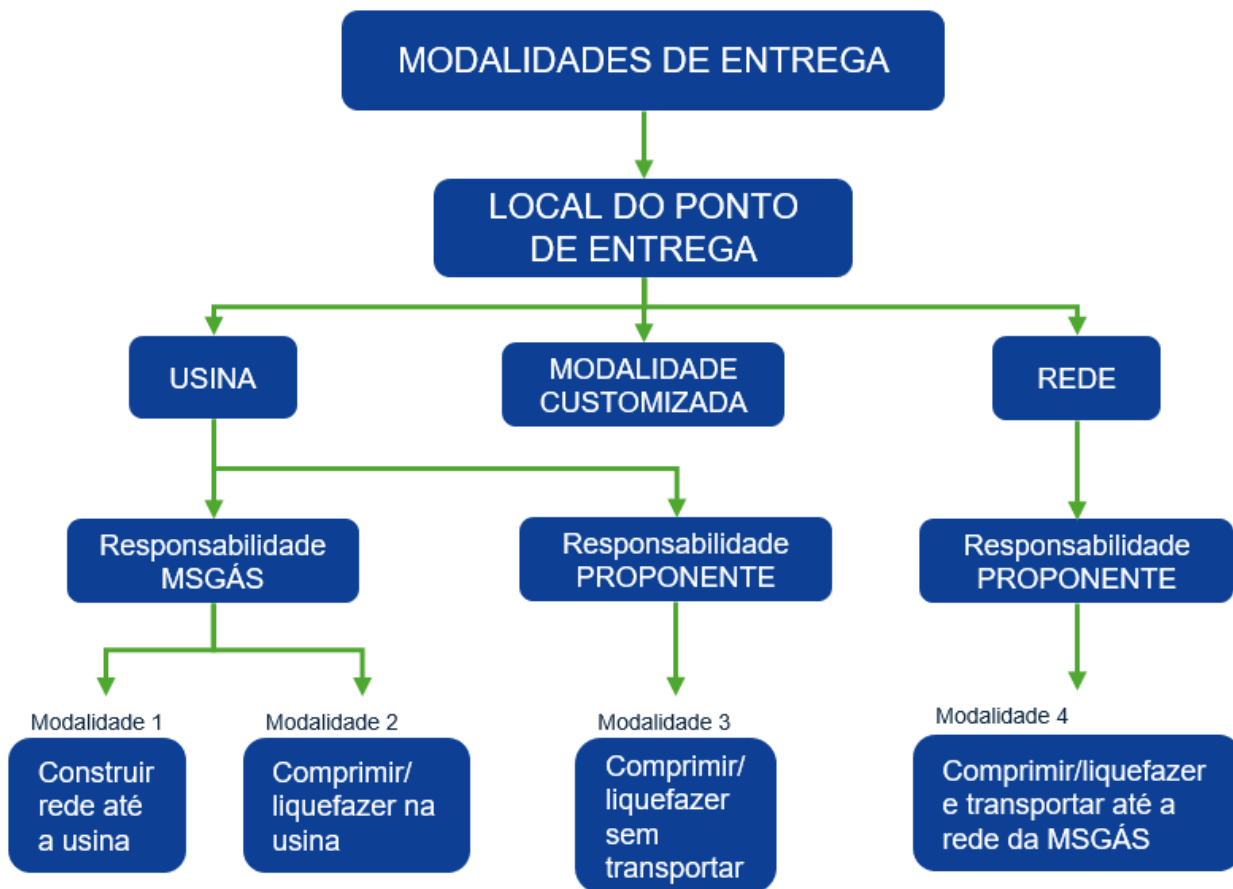 MODALIDADES DE ENTREGA
LOCAL DO PONTO
DE ENTREGA
USINA
MODALIDADE
CUSTOMIZADA
REDE
Responsabilidade
MSGÁS
Responsabilidade
PROPONENTE
Responsabilidade
PROPONENTE
Modalidade 1
Construir
rede até
a usina
Modalidade 2
Comprimir/
liquefazer na
usina
Modalidade 3
Comprimir/
liquefazer
sem
transportar
Modalidade 4
Comprimir/liquefazer
e transportar até a
rede da MSGÁS